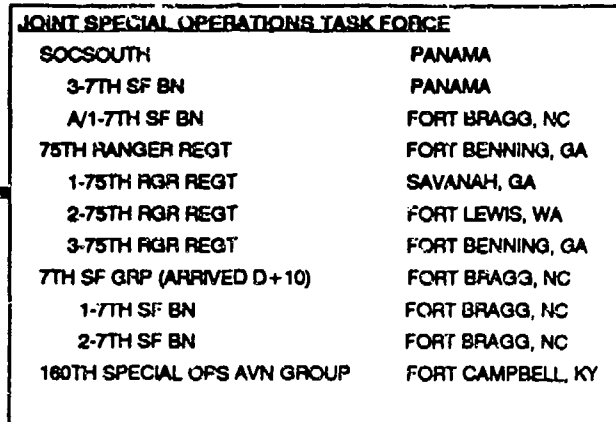 JOINT SPECIAL OPERATIONS TASK FORCE
SOCSOUTH PANAMA
3-7TH SF BN PANAMA
A/1-7TH SF BN FORT BRAGG, NC
75TH RANGER REGT FORT BENNING, GA
1-75TH RGR REGT SAVANAH, GA
2-75TH RGR REGT FORT LEWIS, WA
3-75TH RGR REGT FORT BENNING, GA
7TH SF GRP (ARRIVED D+10) FORT BRAGG, NC
1-7TH SF BN FORT BRAGG, NC
2-7TH SF BN FORT BRAGG, NC
160TH SPECIAL OPS AVN GROUP FORT CAMPBELL, KY